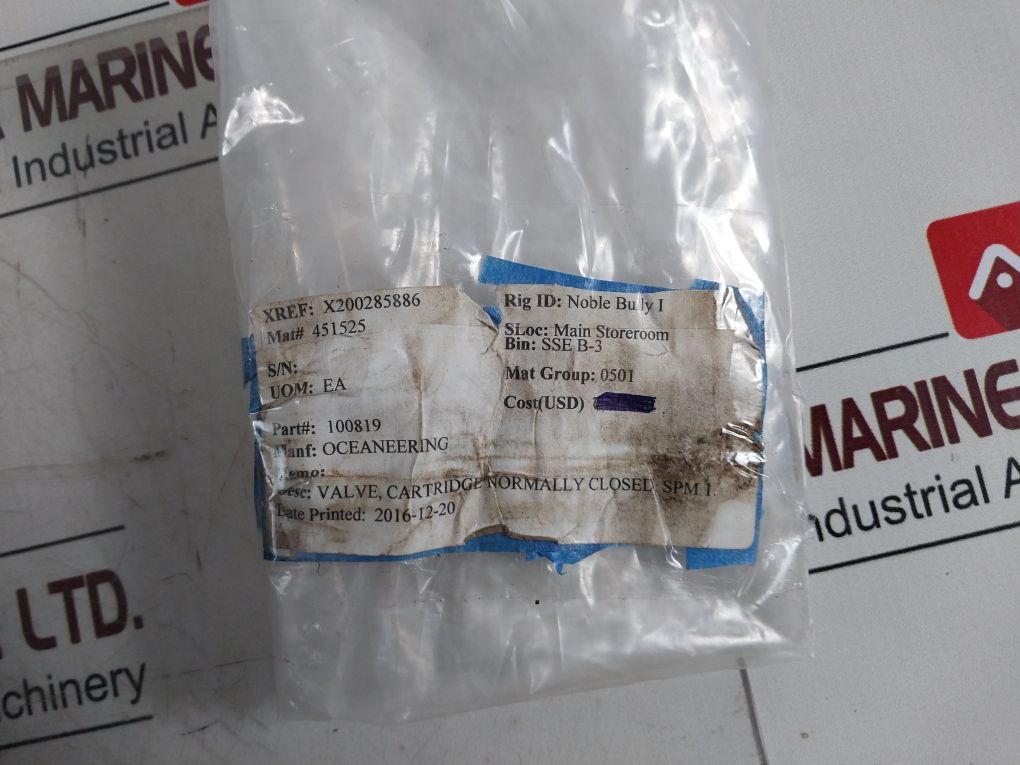 MARINE
Industrial A
XREF: X200285886
Mat# 451525
S/N:
UOM: EA
Part#: 100819
Manf: OCEANEERING
Desc: VALVE, CARTRIDGE NORMALLY CLOSED, SPM 1.
Date Printed: 2016-12-20
Rig ID: Noble Bully I
SLoc: Main Storeroom
Bin: SSE B-3
Mat Group: 0501
Cost(USD)
MARINE
ndustrial A
LTD.
chinery